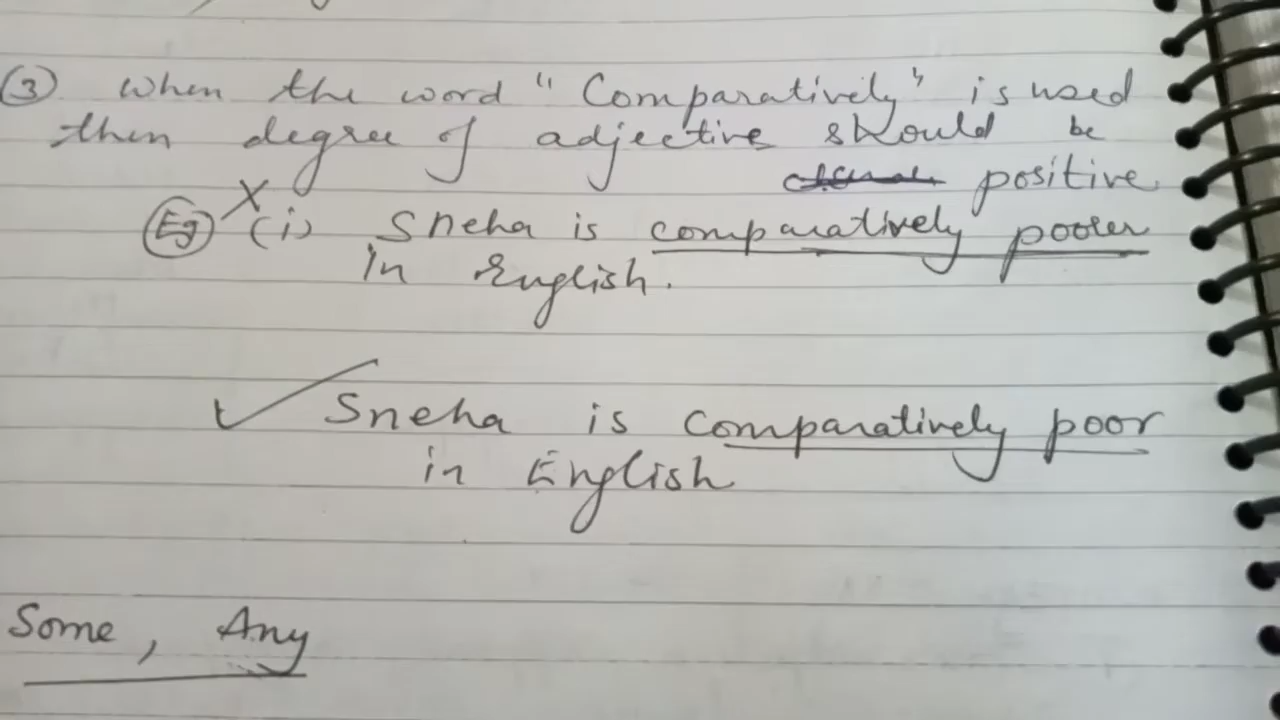 (3) When the word "Comparatively" is used
then degree of adjective should be
positive.
Eg X (i) Sneha is comparatively poorer
in English.
✓ Sneha is comparatively poor
in English
Some, Any